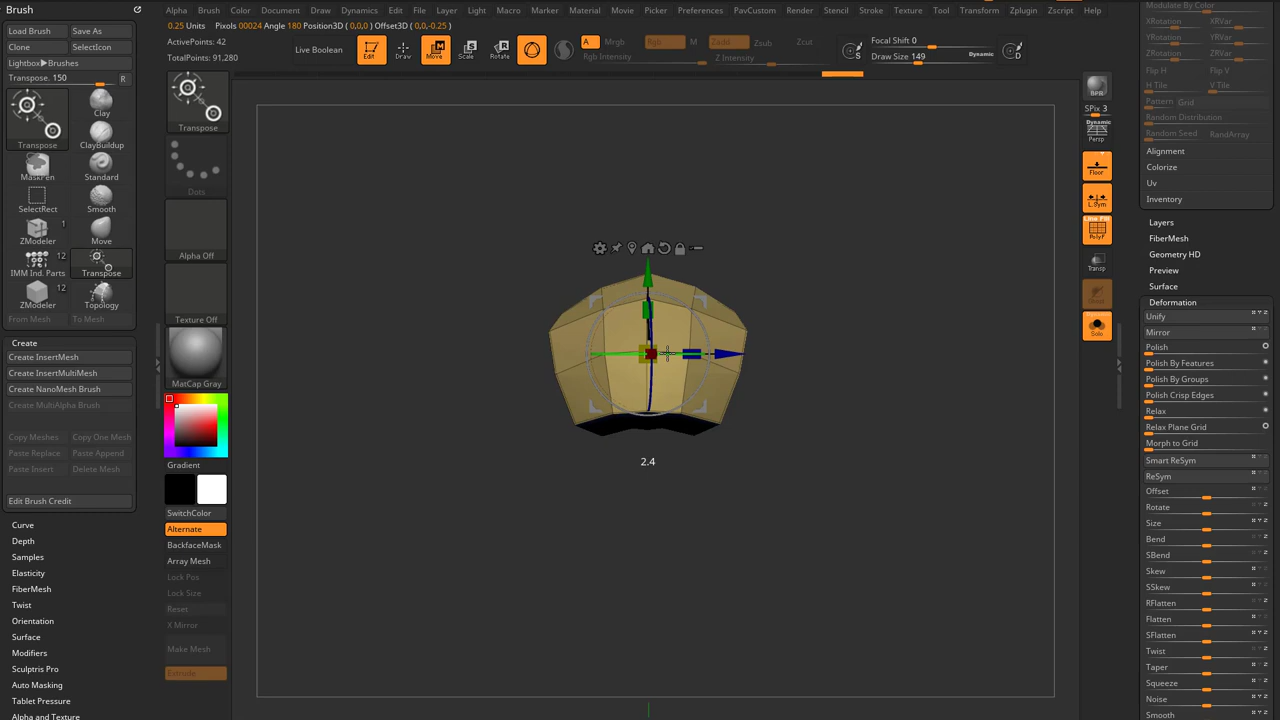 Brush
Alpha Brush Color Document Draw Dynamics Edit File Layer Light Macro Marker Material Movie Picker Preferences PavCustom Render Stencil Stroke Texture Tool Transform Zplugin Zscript Help
0.25 Units Pixels 00024 Angle 180 Position3D ( 0,0,0 ) Offset3D ( 0,0,-0.25)
Load Brush Save As
Clone SelectIcon
Lightbox▶Brushes
Transpose. 150 R
ActivePoints: 42
TotalPoints: 91,280
Live Boolean
Edit Draw Move Scale Rotate
A Mrgb Rgb M Zadd Zsub Zcut
Rgb Intensity Z Intensity
S Focal Shift 0
Draw Size 149 Dynamic D
Transpose Clay
ClayBuildup
MaskPen Standard
SelectRect Smooth
1
ZModeler Move
12
IMM Ind. Parts Transpose
12
ZModeler Topology
From Mesh To Mesh
Create
Create InsertMesh
Create InsertMultiMesh
Create NanoMesh Brush
Create MultiAlpha Brush
Copy Meshes Copy One Mesh
Paste Replace Paste Append
Paste Insert Delete Mesh
Edit Brush Credit
Curve
Depth
Samples
Elasticity
FiberMesh
Twist
Orientation
Surface
Modifiers
Sculptris Pro
Auto Masking
Tablet Pressure
Alpha and Texture
Transpose
Dots
Alpha Off
Texture Off
MatCap Gray
Gradient
SwitchColor
Alternate
BackfaceMask
Array Mesh
Lock Pos
Lock Size
Reset
X Mirror
Make Mesh
Extrude
2.4
BPR
SPix 3
Dynamic
Persp
Floor
L.Sym
Line Fill
PolyF
Transp
Ghost
Dynamic
Solo
Modulate By Color
XRotation XRVar
YRotation YRVar
ZRotation ZRVar
Flip H Flip V
H Tile V Tile
Pattern Grid
Random Distribution
Random Seed RandArray
Alignment
Colorize
Uv
Inventory
Layers
FiberMesh
Geometry HD
Preview
Surface
Deformation
Unify
Mirror
Polish
Polish By Features
Polish By Groups
Polish Crisp Edges
Relax
Relax Plane Grid
Morph to Grid
Smart ReSym
ReSym
Offset
Rotate
Size
Bend
SBend
Skew
SSkew
RFlatten
Flatten
SFlatten
Twist
Taper
Squeeze
Noise
Smooth